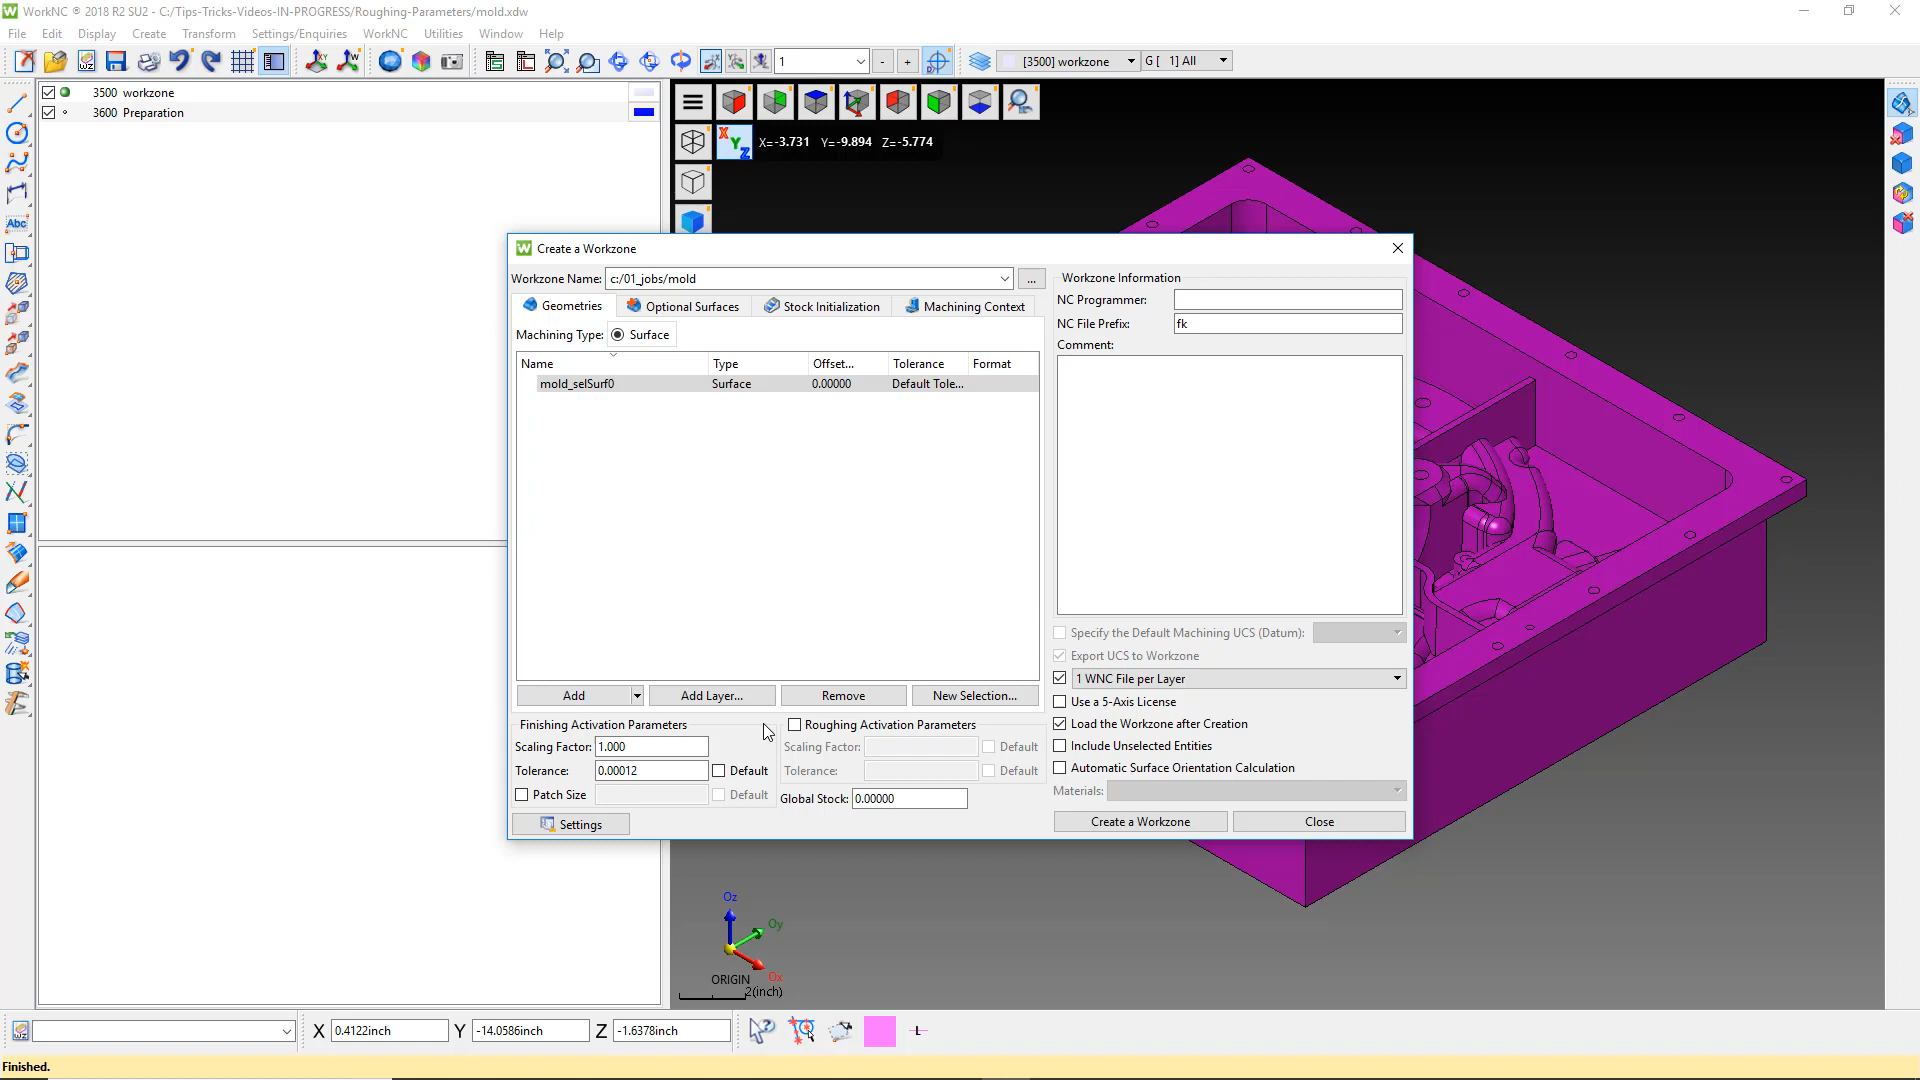 WorkNC ® 2018 R2 SU2 - C:/Tips-Tricks-Videos-IN-PROGRESS/Roughing-Parameters/mold.xdw
File Edit Display Create Transform Settings/Enquiries WorkNC Utilities Window Help
1 - + [3500] workzone G [ 1] All
3500 workzone
3600 Preparation
X Y Z X=-3.731 Y=-9.894 Z=-5.774
Abc
Create a Workzone
Workzone Name: c:/01_jobs/mold ...
Geometries Optional Surfaces Stock Initialization Machining Context
Machining Type: Surface
Name Type Offset... Tolerance Format
mold_selSurf0 Surface 0.00000 Default Tole...
Add Add Layer... Remove New Selection...
Finishing Activation Parameters
Scaling Factor: 1.000
Tolerance: 0.00012 Default
Patch Size Default
Settings
Roughing Activation Parameters
Scaling Factor: Default
Tolerance: Default
Global Stock: 0.00000
Workzone Information
NC Programmer:
NC File Prefix: fk
Comment:
Specify the Default Machining UCS (Datum):
Export UCS to Workzone
1 WNC File per Layer
Use a 5-Axis License
Load the Workzone after Creation
Include Unselected Entities
Automatic Surface Orientation Calculation
Materials:
Create a Workzone Close
Oz
Oy
Ox
ORIGIN
2(inch)
X 0.4122inch Y -14.0586inch Z -1.6378inch
Finished.